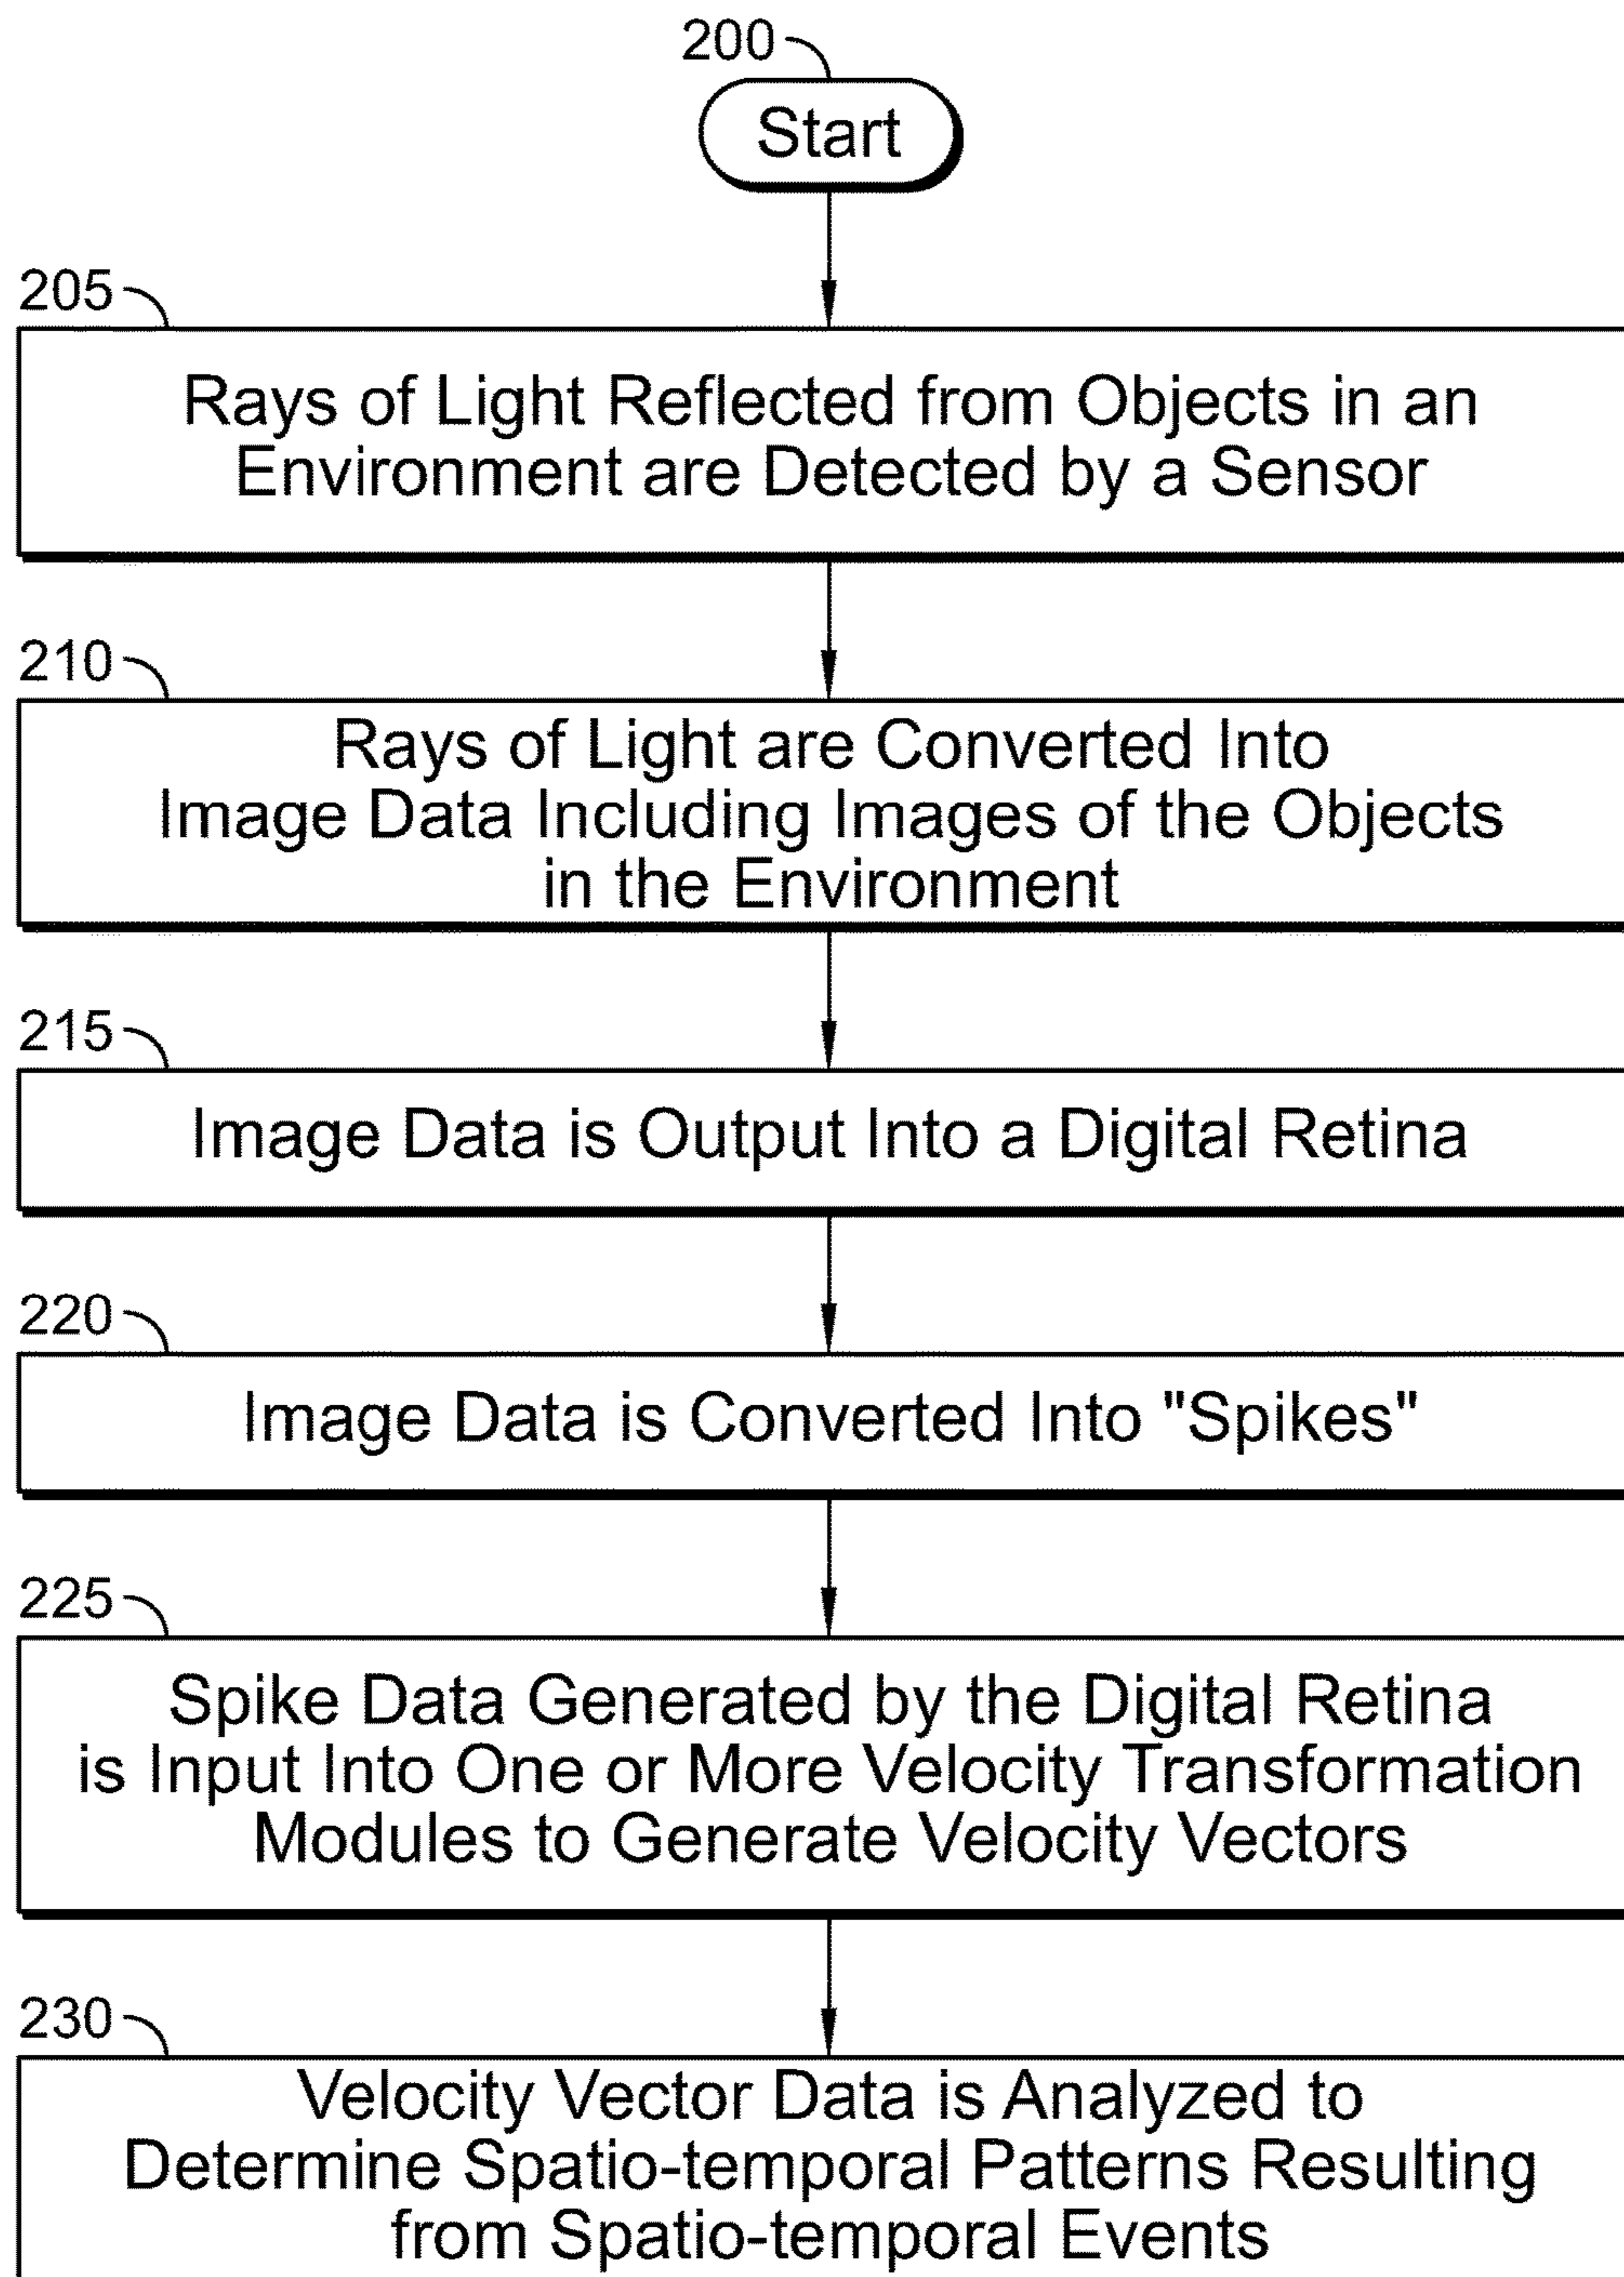 200
Start
205
Rays of Light Reflected from Objects in an
Environment are Detected by a Sensor
210
Rays of Light are Converted Into
Image Data Including Images of the Objects
in the Environment
215
Image Data is Output Into a Digital Retina
220
Image Data is Converted Into "Spikes"
225
Spike Data Generated by the Digital Retina
is Input Into One or More Velocity Transformation
Modules to Generate Velocity Vectors
230
Velocity Vector Data is Analyzed to
Determine Spatio-temporal Patterns Resulting
from Spatio-temporal Events